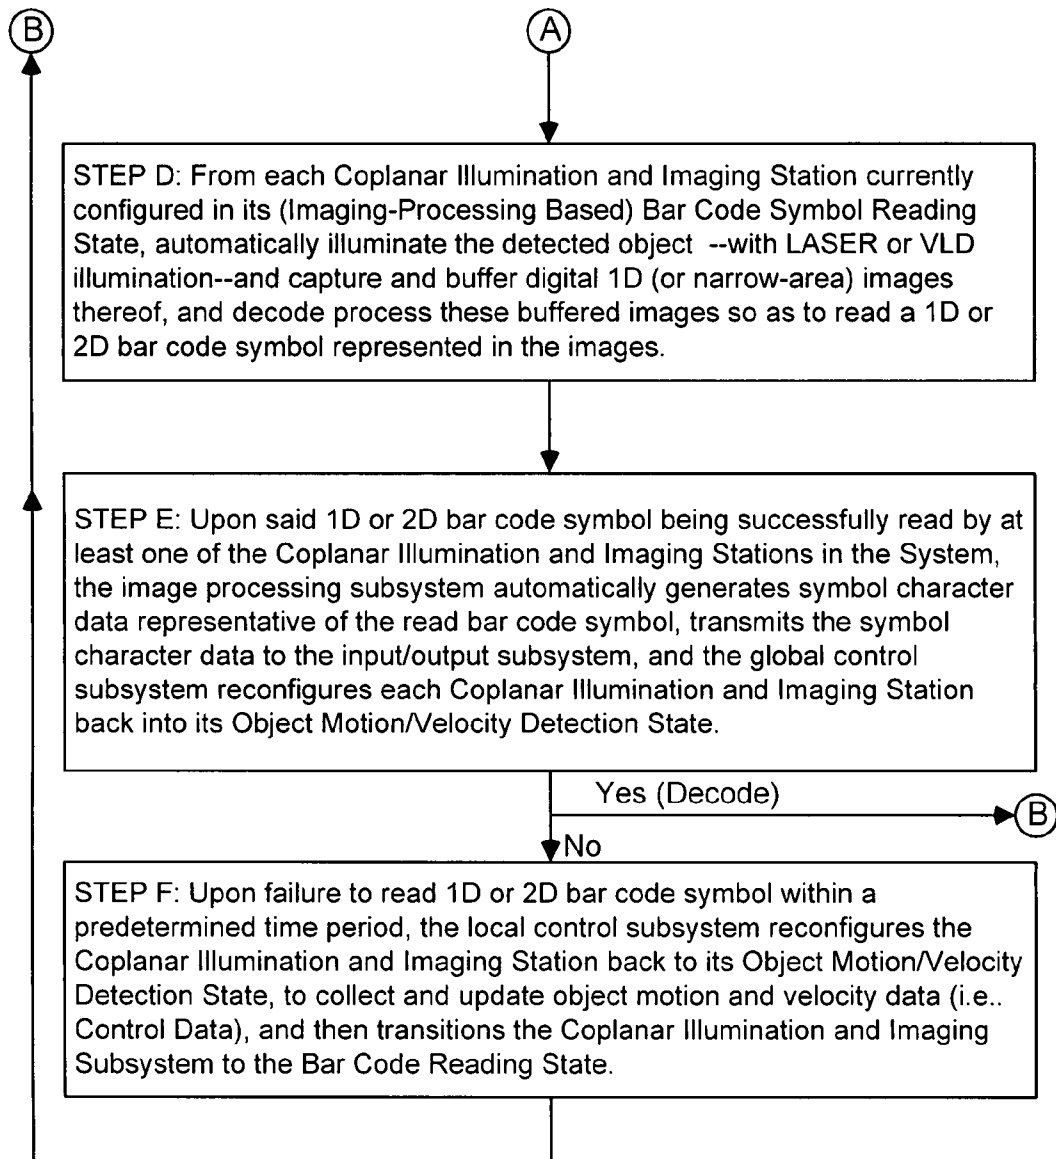 B
A
STEP D: From each Coplanar Illumination and Imaging Station currently
configured in its (Imaging-Processing Based) Bar Code Symbol Reading
State, automatically illuminate the detected object --with LASER or VLD
illumination--and capture and buffer digital 1D (or narrow-area) images
thereof, and decode process these buffered images so as to read a 1D or
2D bar code symbol represented in the images.
STEP E: Upon said 1D or 2D bar code symbol being successfully read by at
least one of the Coplanar Illumination and Imaging Stations in the System,
the image processing subsystem automatically generates symbol character
data representative of the read bar code symbol, transmits the symbol
character data to the input/output subsystem, and the global control
subsystem reconfigures each Coplanar Illumination and Imaging Station
back into its Object Motion/Velocity Detection State.
Yes (Decode)
B
No
STEP F: Upon failure to read 1D or 2D bar code symbol within a
predetermined time period, the local control subsystem reconfigures the
Coplanar Illumination and Imaging Station back to its Object Motion/Velocity
Detection State, to collect and update object motion and velocity data (i.e..
Control Data), and then transitions the Coplanar Illumination and Imaging
Subsystem to the Bar Code Reading State.